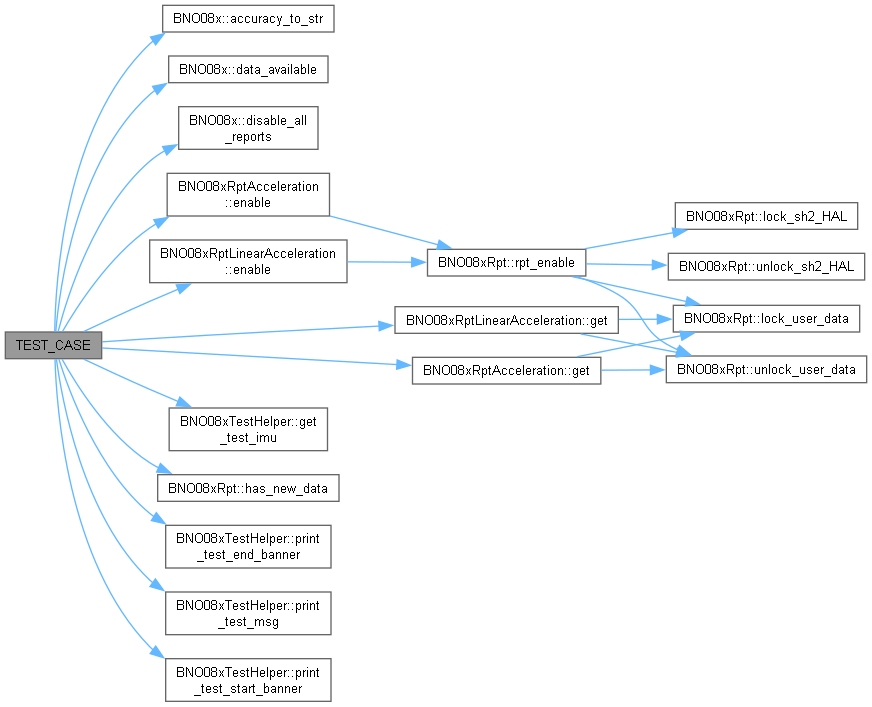 BNO08x::accuracy_to_str
BNO08x::data_available
BNO08x::disable_all
_reports
BNO08xRptAcceleration
::enable
BNO08xRptLinearAcceleration
::enable
TEST_CASE
BNO08xRpt::rpt_enable
BNO08xRptLinearAcceleration::get
BNO08xRptAcceleration::get
BNO08xRpt::lock_sh2_HAL
BNO08xRpt::unlock_sh2_HAL
BNO08xRpt::lock_user_data
BNO08xRpt::unlock_user_data
BNO08xTestHelper::get
_test_imu
BNO08xRpt::has_new_data
BNO08xTestHelper::print
_test_end_banner
BNO08xTestHelper::print
_test_msg
BNO08xTestHelper::print
_test_start_banner